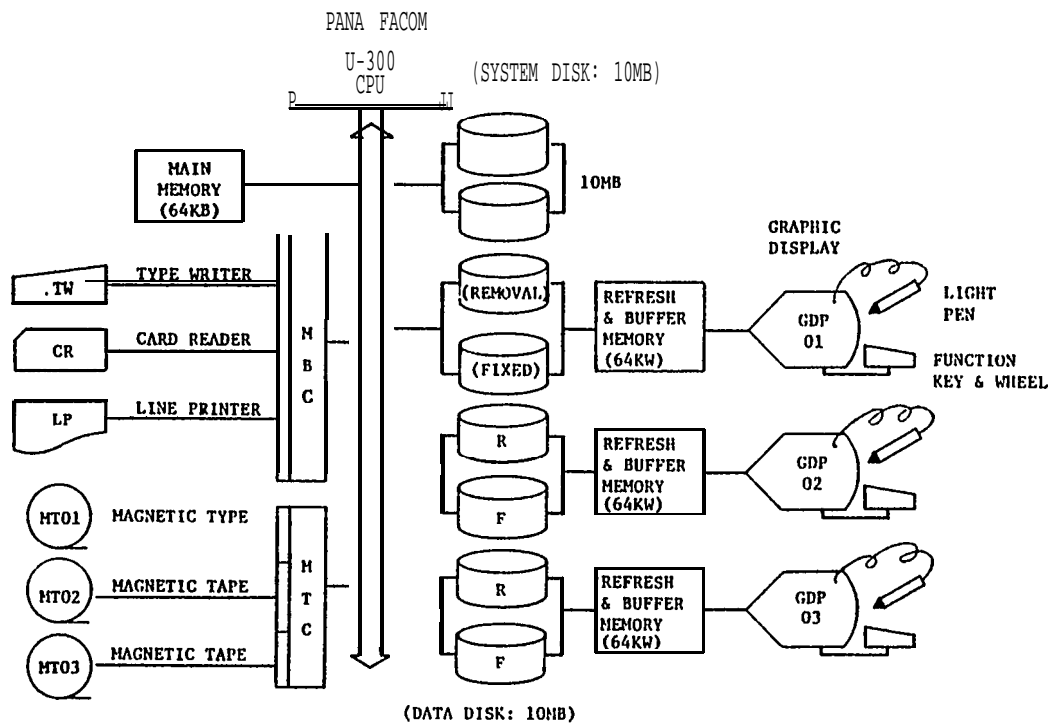 PANA FACOM
U-300
CPU
(SYSTEM DISK: 10MB)
MAIN
MEMORY
(64KB)
10MB
GRAPHIC
DISPLAY
TYPE WRITER
.TW
(REMOVAL)
REFRESH
& BUFFER
MEMORY
(64KW)
GDP
01
LIGHT
PEN
CARD READER
CR
M
B
C
(FIXED)
FUNCTION
KEY & WHEEL
LINE PRINTER
LP
R
F
REFRESH
& BUFFER
MEMORY
(64KW)
GDP
02
MT01
MAGNETIC TYPE
MT02
MAGNETIC TAPE
MT03
MAGNETIC TAPE
M
T
C
R
F
REFRESH
& BUFFER
MEMORY
(64KW)
GDP
03
(DATA DISK: 10MB)